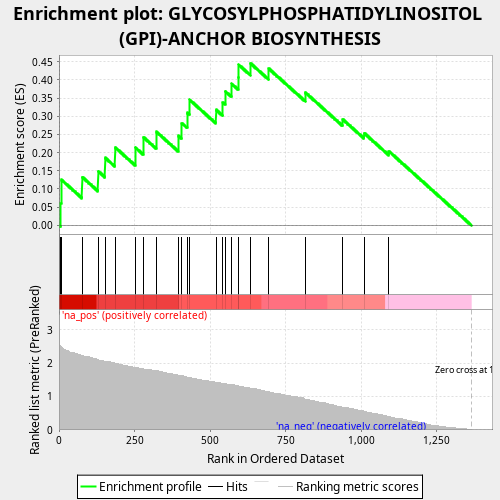 Enrichment plot: GLYCOSYLPHOSPHATIDYLINOSITOL
(GPI)-ANCHOR BIOSYNTHESIS
Enrichment score (ES)
0.45
0.40
0.35
0.30
0.25
0.20
0.15
0.10
0.05
0.00
'na_pos' (positively correlated)
Ranked list metric (PreRanked)
3
2
1
0
Zero cross at 1
'na_neg' (negatively correlated)
0 250 500 750 1,000 1,250
Rank in Ordered Dataset
Enrichment profile Hits Ranking metric scores